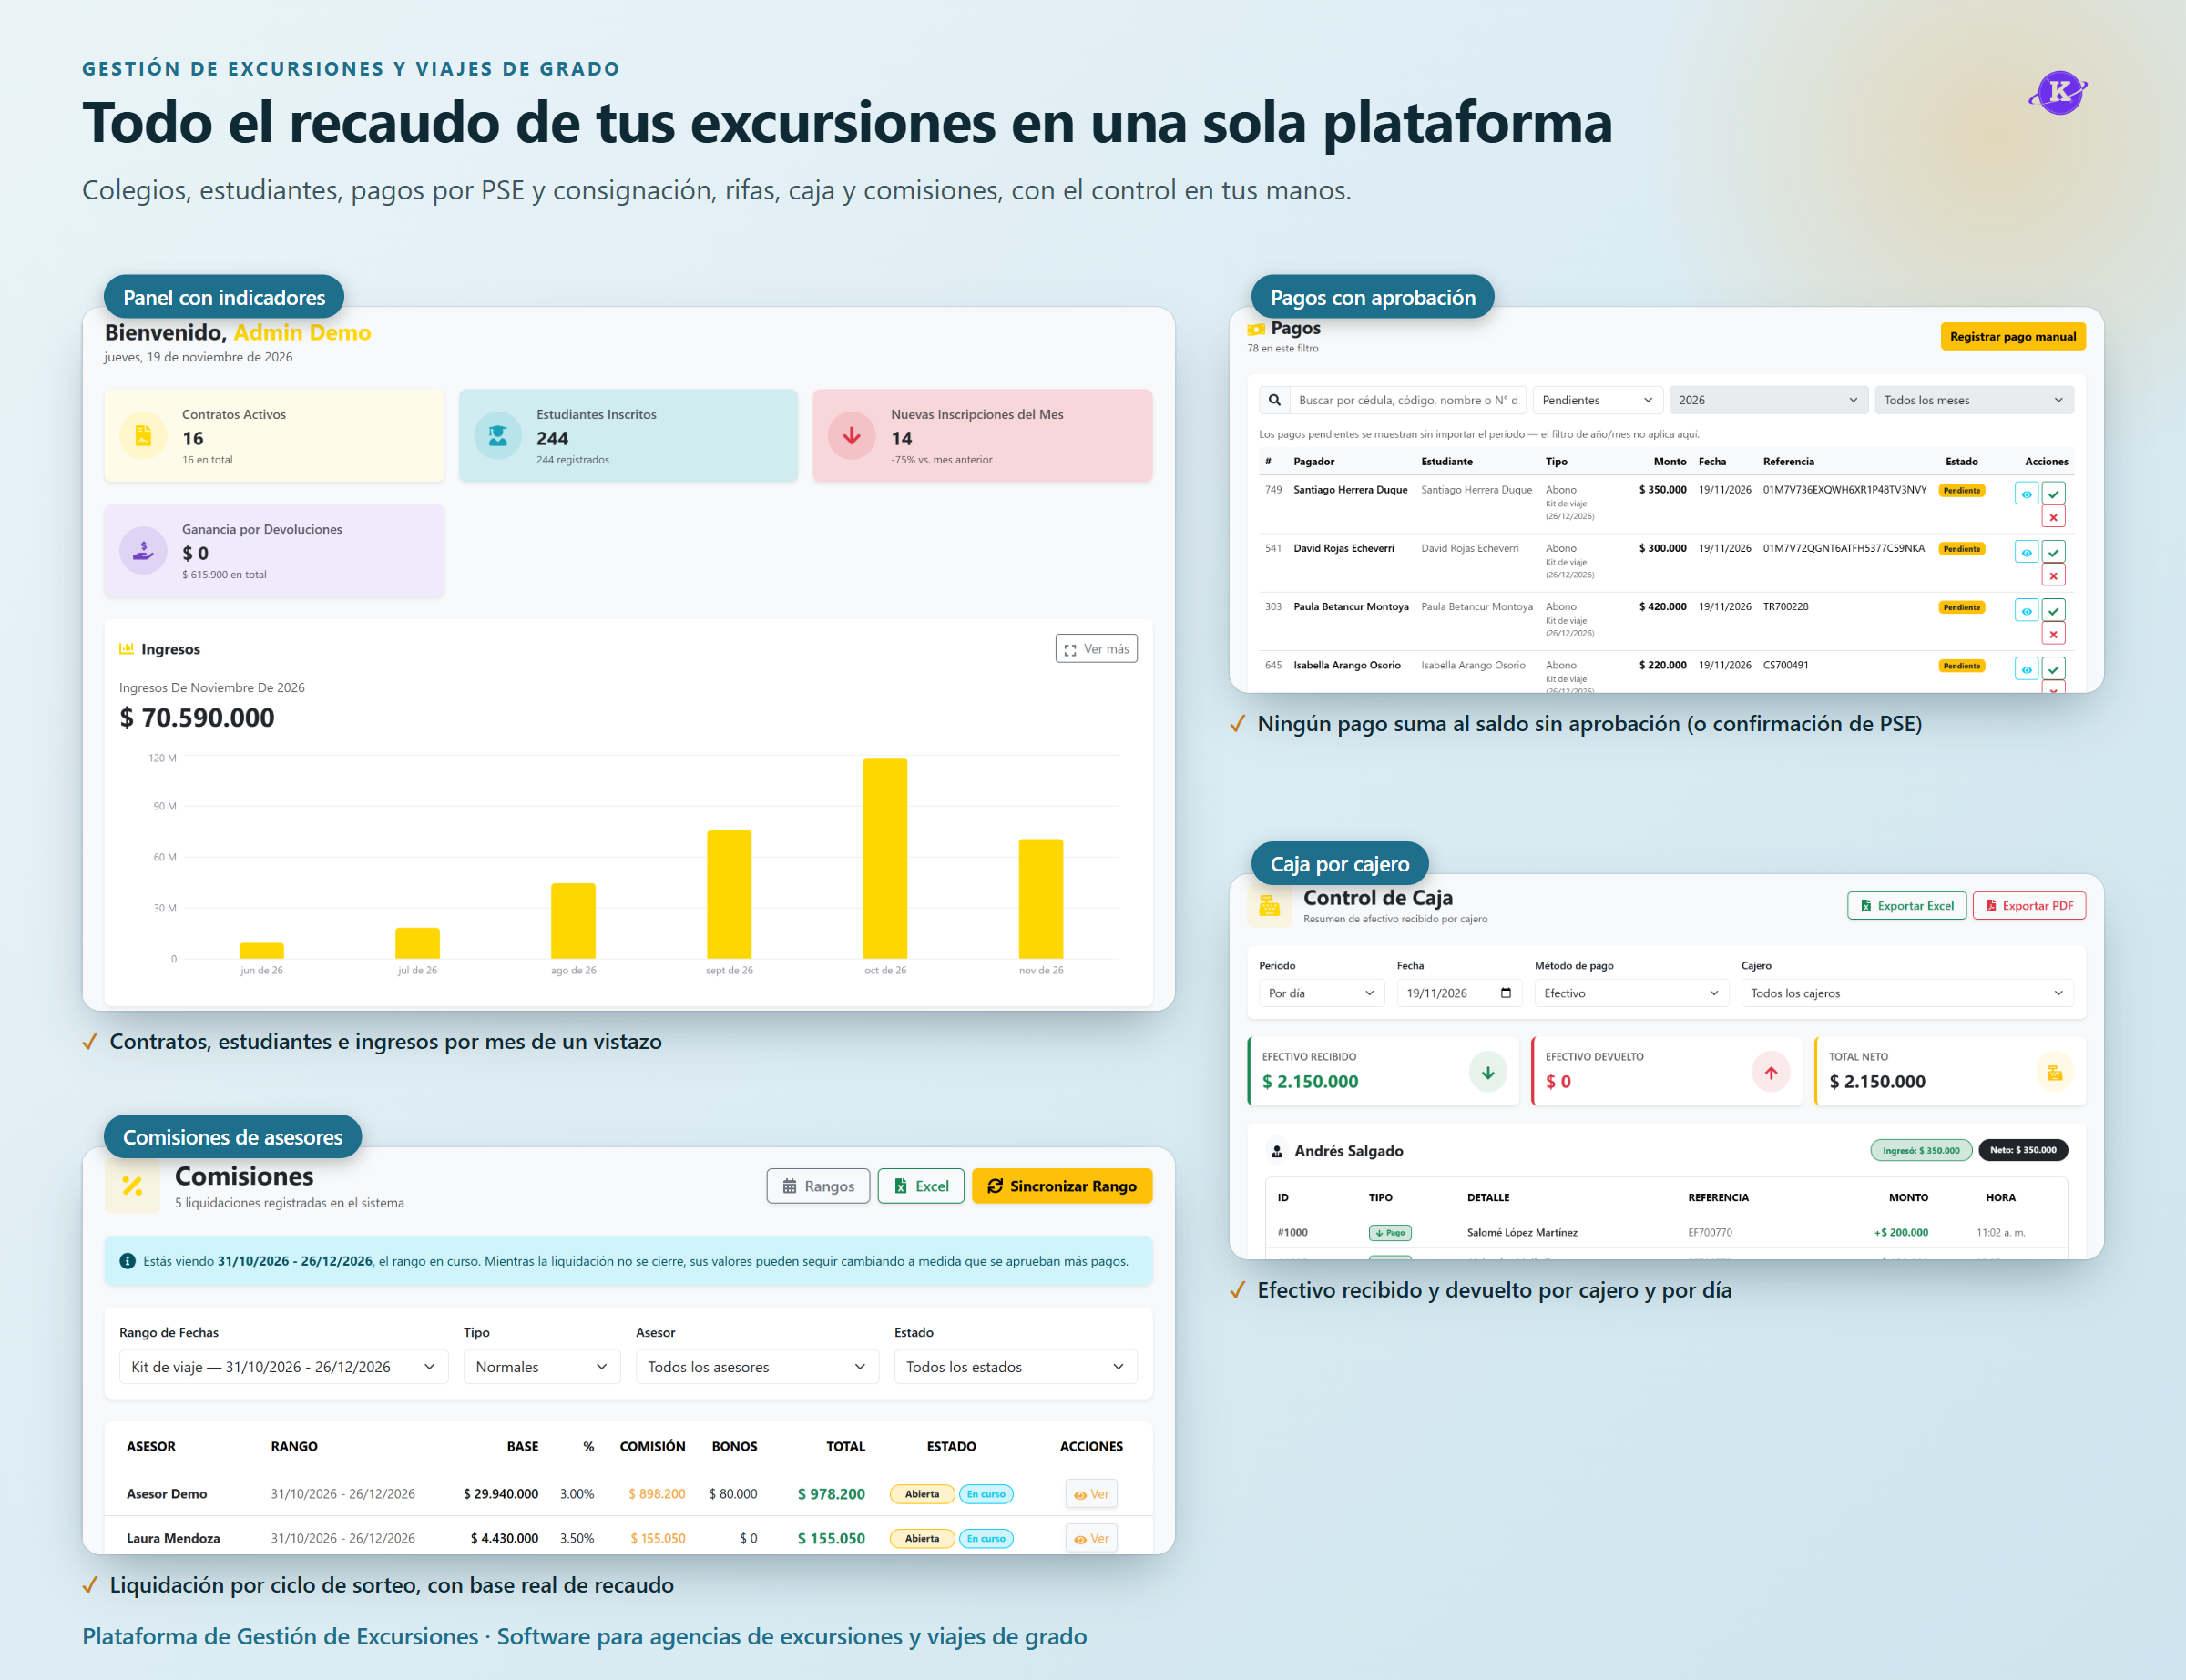 GESTIÓN DE EXCURSIONES Y VIAJES DE GRADO
K
Todo el recaudo de tus excursiones en una sola plataforma
Colegios, estudiantes, pagos por PSE y consignación, rifas, caja y comisiones, con el control en tus manos.
Panel con indicadores
Bienvenido, Admin Demo
jueves, 19 de noviembre de 2026
Contratos Activos
16
16 en total
Estudiantes Inscritos
244
244 registrados
Nuevas Inscripciones del Mes
14
-75% vs. mes anterior
Ganancia por Devoluciones
$ 0
$ 615.900 en total
Ingresos
Ver más
Ingresos De Noviembre De 2026
$ 70.590.000
120 M
90 M
60 M
30 M
0
jun de 26 jul de 26 ago de 26 sept de 26 oct de 26 nov de 26
✓ Contratos, estudiantes e ingresos por mes de un vistazo
Comisiones de asesores
Comisiones
5 liquidaciones registradas en el sistema
Rangos Excel Sincronizar Rango
Estás viendo 31/10/2026 - 26/12/2026, el rango en curso. Mientras la liquidación no se cierre, sus valores pueden seguir cambiando a medida que se aprueban más pagos.
Rango de Fechas Tipo Asesor Estado
Kit de viaje — 31/10/2026 - 26/12/2026 Normales Todos los asesores Todos los estados
ASESOR RANGO BASE % COMISIÓN BONOS TOTAL ESTADO ACCIONES
Asesor Demo 31/10/2026 - 26/12/2026 $ 29.940.000 3.00% $ 898.200 $ 80.000 $ 978.200 Abierta En curso Ver
Laura Mendoza 31/10/2026 - 26/12/2026 $ 4.430.000 3.50% $ 155.050 $ 0 $ 155.050 Abierta En curso Ver
✓ Liquidación por ciclo de sorteo, con base real de recaudo
Pagos con aprobación
Pagos
78 en este filtro
Registrar pago manual
Buscar por cédula, código, nombre o N° d Pendientes 2026 Todos los meses
Los pagos pendientes se muestran sin importar el periodo — el filtro de año/mes no aplica aquí.
# Pagador Estudiante Tipo Monto Fecha Referencia Estado Acciones
749 Santiago Herrera Duque Santiago Herrera Duque Abono $ 350.000 19/11/2026 01M7V736EXQWH6XR1P48TV3NVY Pendiente
Kit de viaje
(26/12/2026)
541 David Rojas Echeverri David Rojas Echeverri Abono $ 300.000 19/11/2026 01M7V72QGNT6ATFH5377C59NKA Pendiente
Kit de viaje
(26/12/2026)
303 Paula Betancur Montoya Paula Betancur Montoya Abono $ 420.000 19/11/2026 TR700228 Pendiente
Kit de viaje
(26/12/2026)
645 Isabella Arango Osorio Isabella Arango Osorio Abono $ 220.000 19/11/2026 CS700491 Pendiente
Kit de viaje
(26/12/2026)
✓ Ningún pago suma al saldo sin aprobación (o confirmación de PSE)
Caja por cajero
Control de Caja
Resumen de efectivo recibido por cajero
Exportar Excel Exportar PDF
Período Fecha Método de pago Cajero
Por día 19/11/2026 Efectivo Todos los cajeros
EFECTIVO RECIBIDO
$ 2.150.000
EFECTIVO DEVUELTO
$ 0
TOTAL NETO
$ 2.150.000
Andrés Salgado
Ingresó: $ 350.000 Neto: $ 350.000
ID TIPO DETALLE REFERENCIA MONTO HORA
#1000 Pago Salomé López Martínez EF700770 +$ 200.000 11:02 a. m.
✓ Efectivo recibido y devuelto por cajero y por día
Plataforma de Gestión de Excursiones · Software para agencias de excursiones y viajes de grado